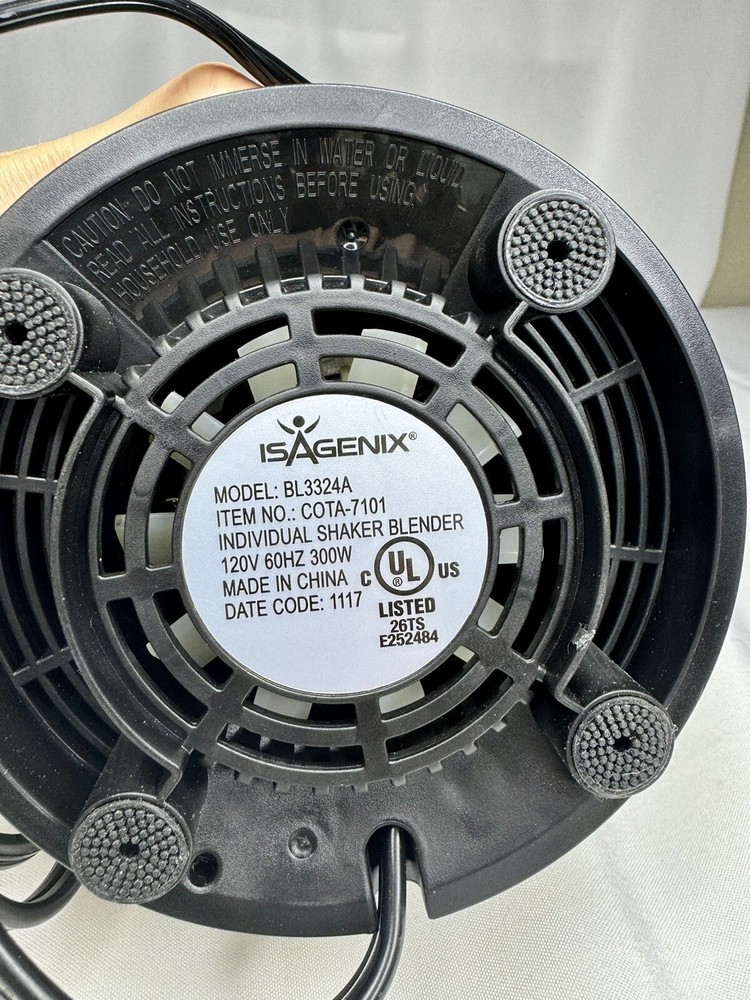 CAUTION: DO NOT IMMERSE IN WATER OR LIQUID.
READ ALL INSTRUCTIONS BEFORE USING.
HOUSEHOLD USE ONLY
ISAGENIX®
MODEL: BL3324A
ITEM NO.: COTA-7101
INDIVIDUAL SHAKER BLENDER
120V 60HZ 300W
MADE IN CHINA
DATE CODE: 1117
C UL® US
LISTED
26TS
E252484